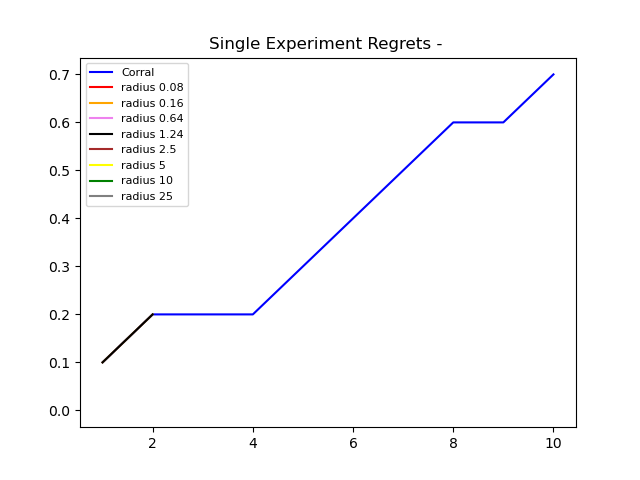 Single Experiment Regrets -
Corral
radius 0.08
radius 0.16
radius 0.64
radius 1.24
radius 2.5
radius 5
radius 10
radius 25
0.7
0.6
0.5
0.4
0.3
0.2
0.1
0.0
2 4 6 8 10